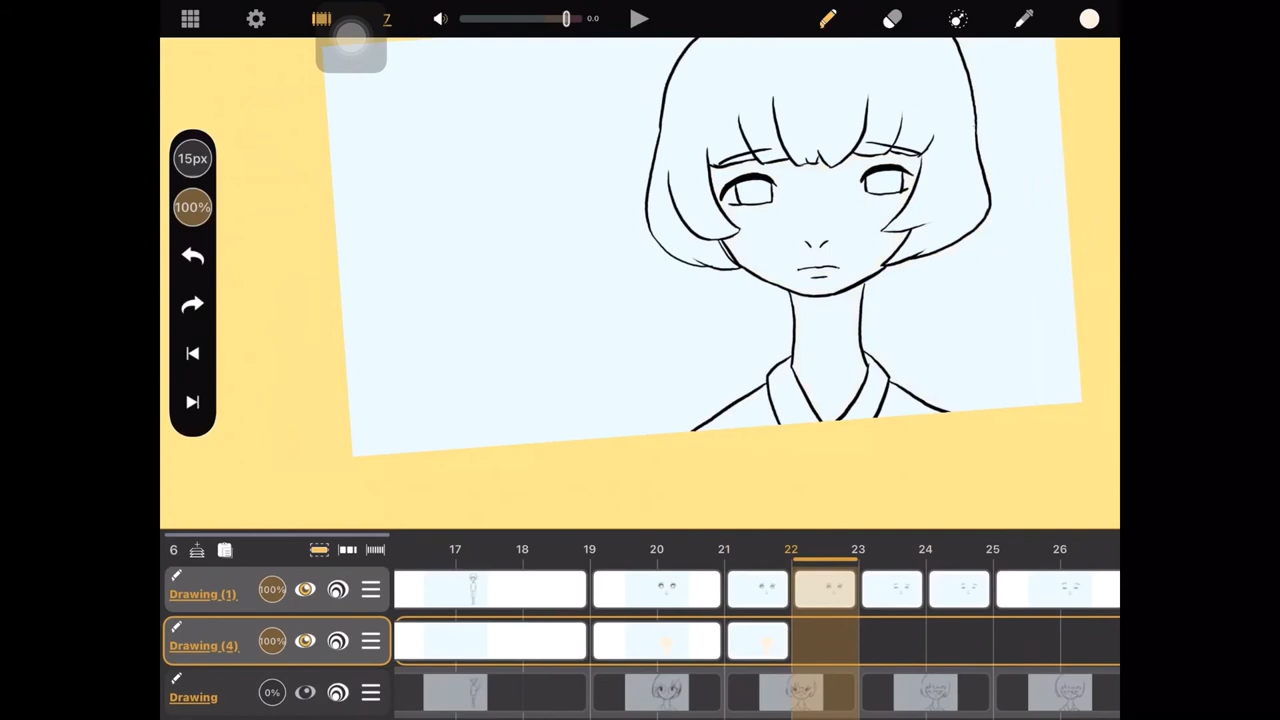 7
0.0
15px
100%
6
17 18 19 20 21 22 23 24 25 26
Drawing (1) 100%
Drawing (4) 100%
Drawing 0%